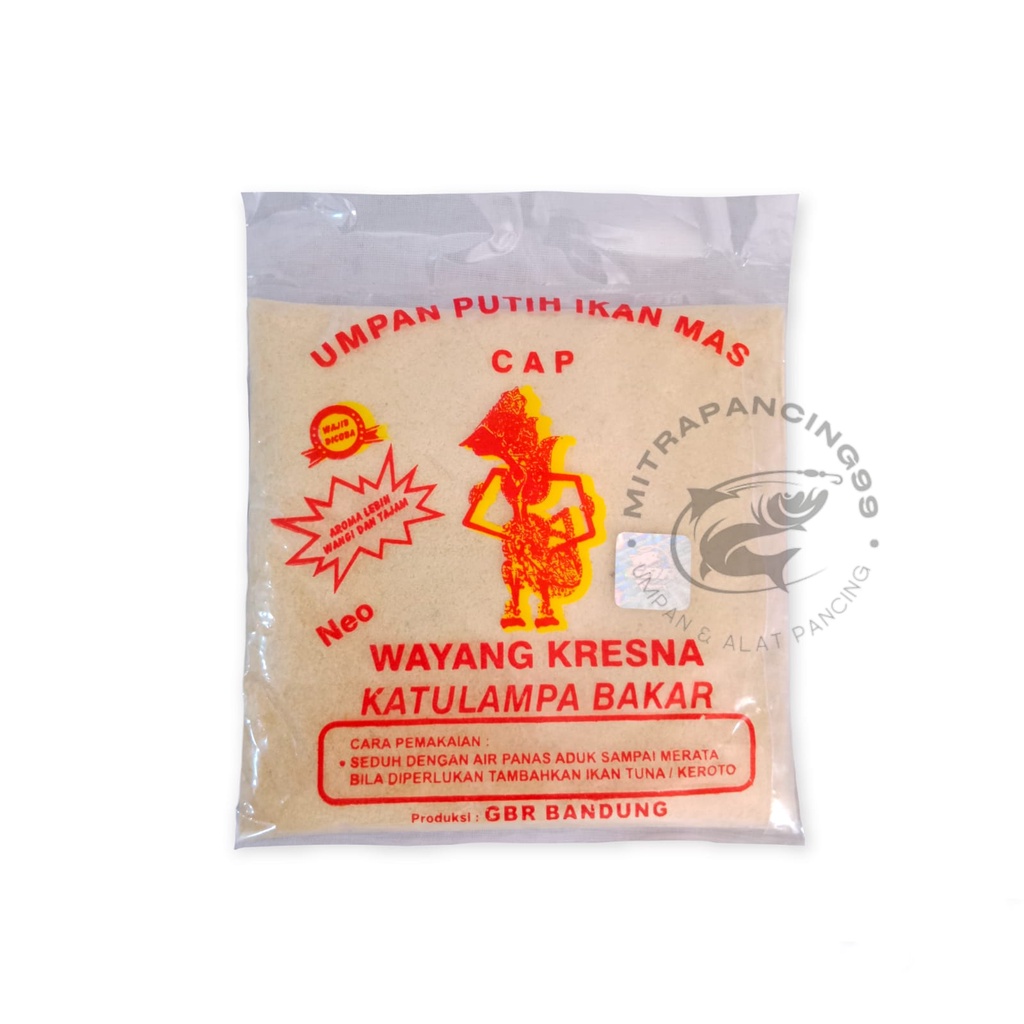 UMPAN PUTIH IKAN MAS
CAP
WAJIB
DICOBA
AROMA LEBIH
WANGI DAN TAJAM
Neo
WAYANG KRESNA
KATULAMPA BAKAR
CARA PEMAKAIAN :
• SEDUH DENGAN AIR PANAS ADUK SAMPAI MERATA
BILA DIPERLUKAN TAMBAHKAN IKAN TUNA / KEROTO
Produksi : GBR BANDUNG
• MITRAPANCING99 •
UMPAN & ALAT PANCING